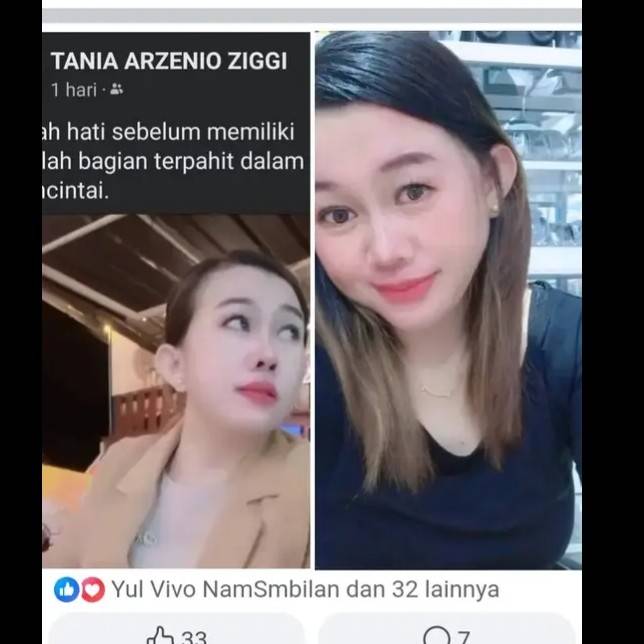 TANIA ARZENIO ZIGGI
1 hari
ah hati sebelum memiliki
lah bagian terpahit dalam
cintai.
Yul Vivo NamSmbilan dan 32 lainnya
33
7